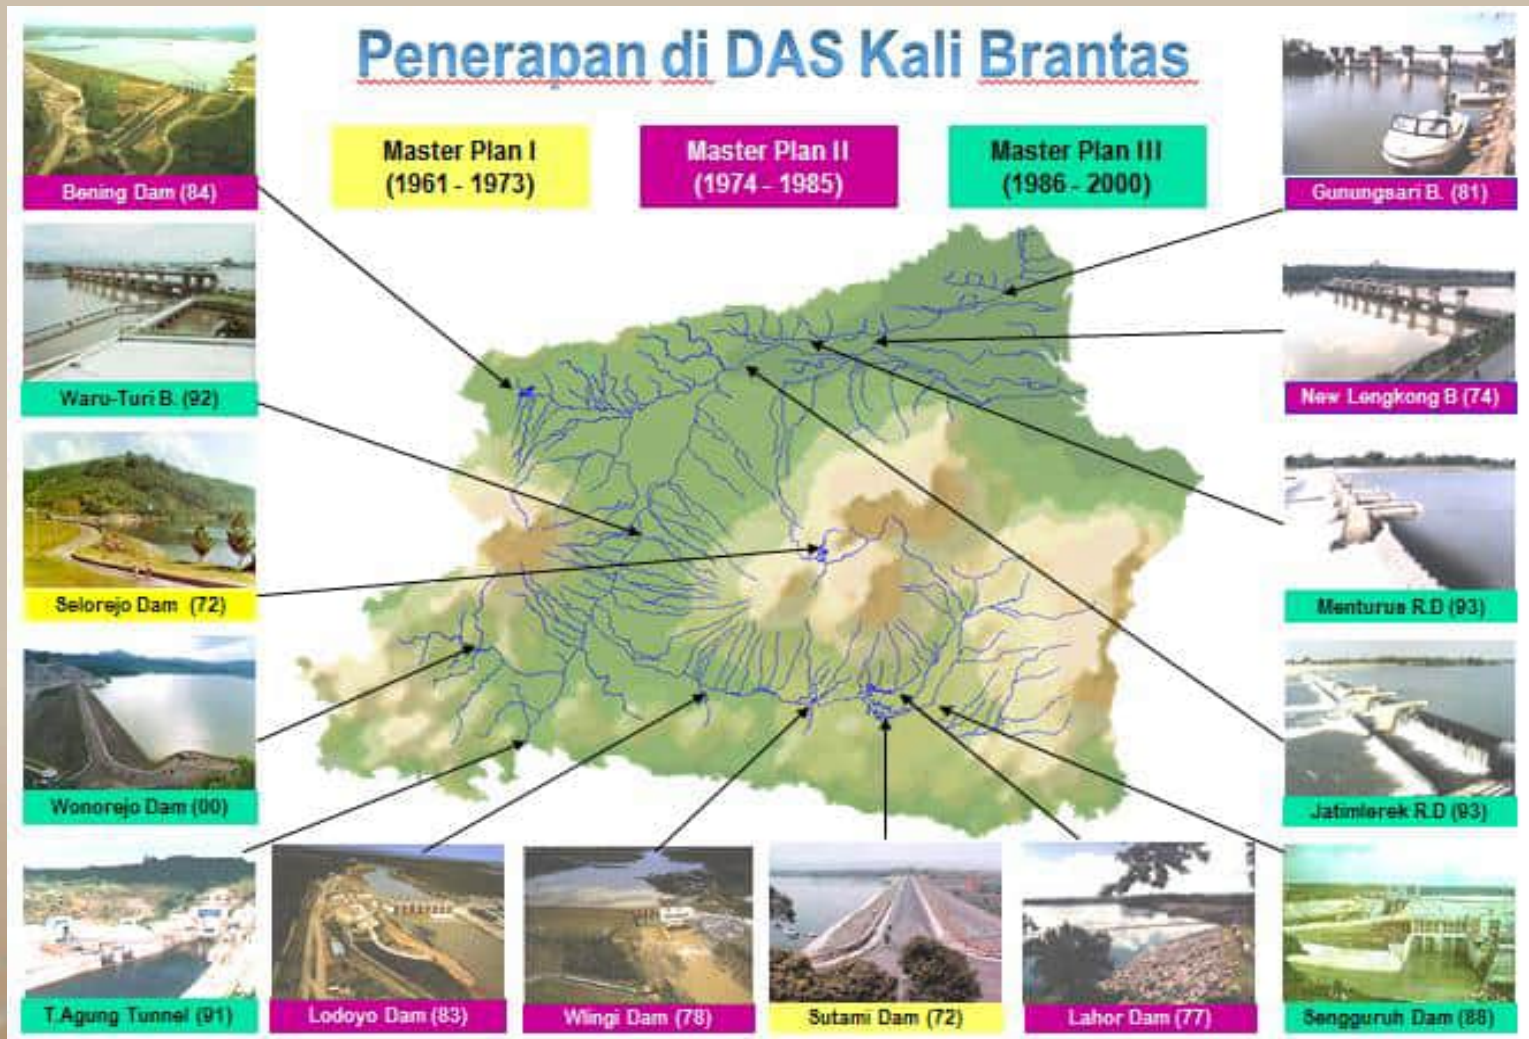 Penerapan di DAS Kali Brantas
Master Plan I
(1961 - 1973)
Master Plan II
(1974 - 1985)
Master Plan III
(1986 - 2000)
Bening Dam (84)
Waru-Turi B. (92)
Selorejo Dam (72)
Wonorejo Dam (00)
T.Agung Tunnel (91)
Lodoyo Dam (83)
Wlingi Dam (78)
Sutami Dam (72)
Lahor Dam (77)
Sengguruh Dam (88)
Gunungsari B. (81)
New Lengkong B (74)
Menturus R.D (93)
Jatimlerek R.D (93)